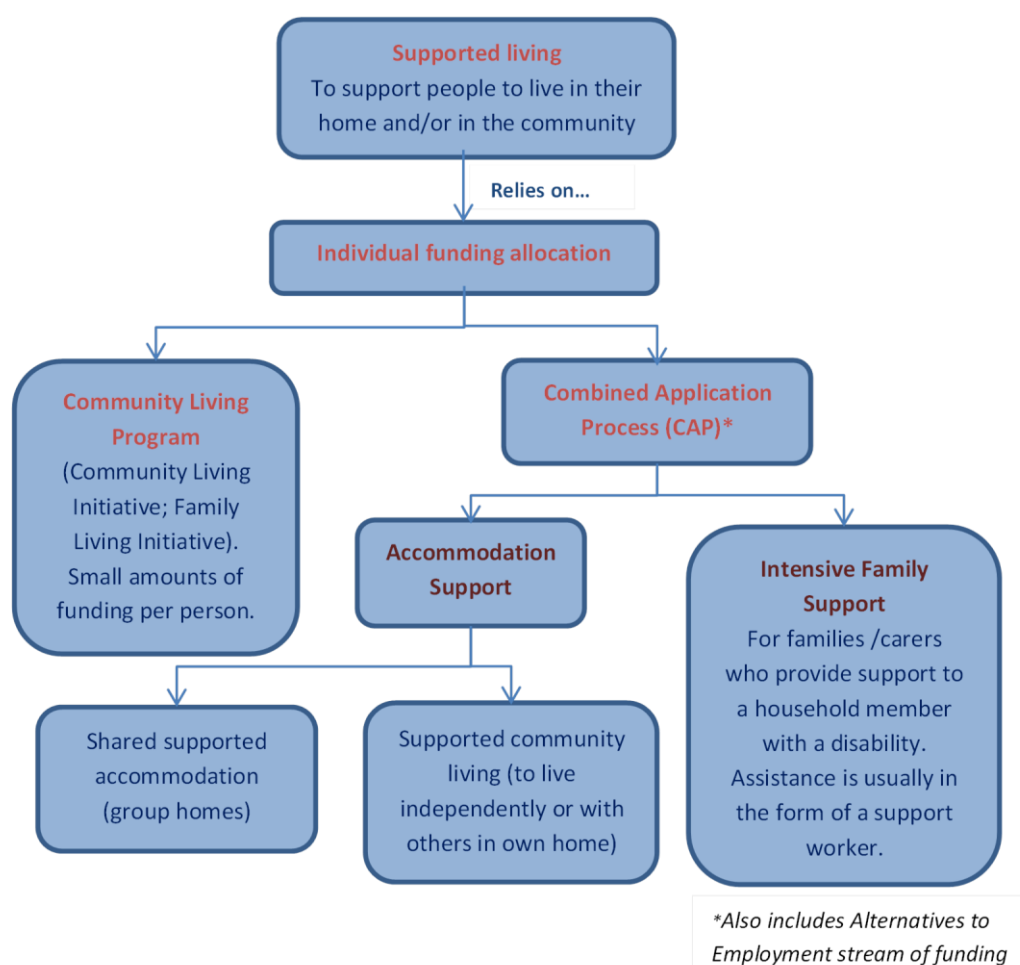 Supported living
To support people to live in their
home and/or in the community
Relies on…
Individual funding allocation
Community Living
Program
(Community Living
Initiative; Family
Living Initiative).
Small amounts of
funding per person.
Combined Application
Process (CAP)*
Accommodation
Support
Intensive Family
Support
For families /carers
who provide support to
a household member
with a disability.
Assistance is usually in
the form of a support
worker.
Shared supported
accommodation
(group homes)
Supported community
living (to live
independently or with
others in own home)
*Also includes Alternatives to
Employment stream of funding